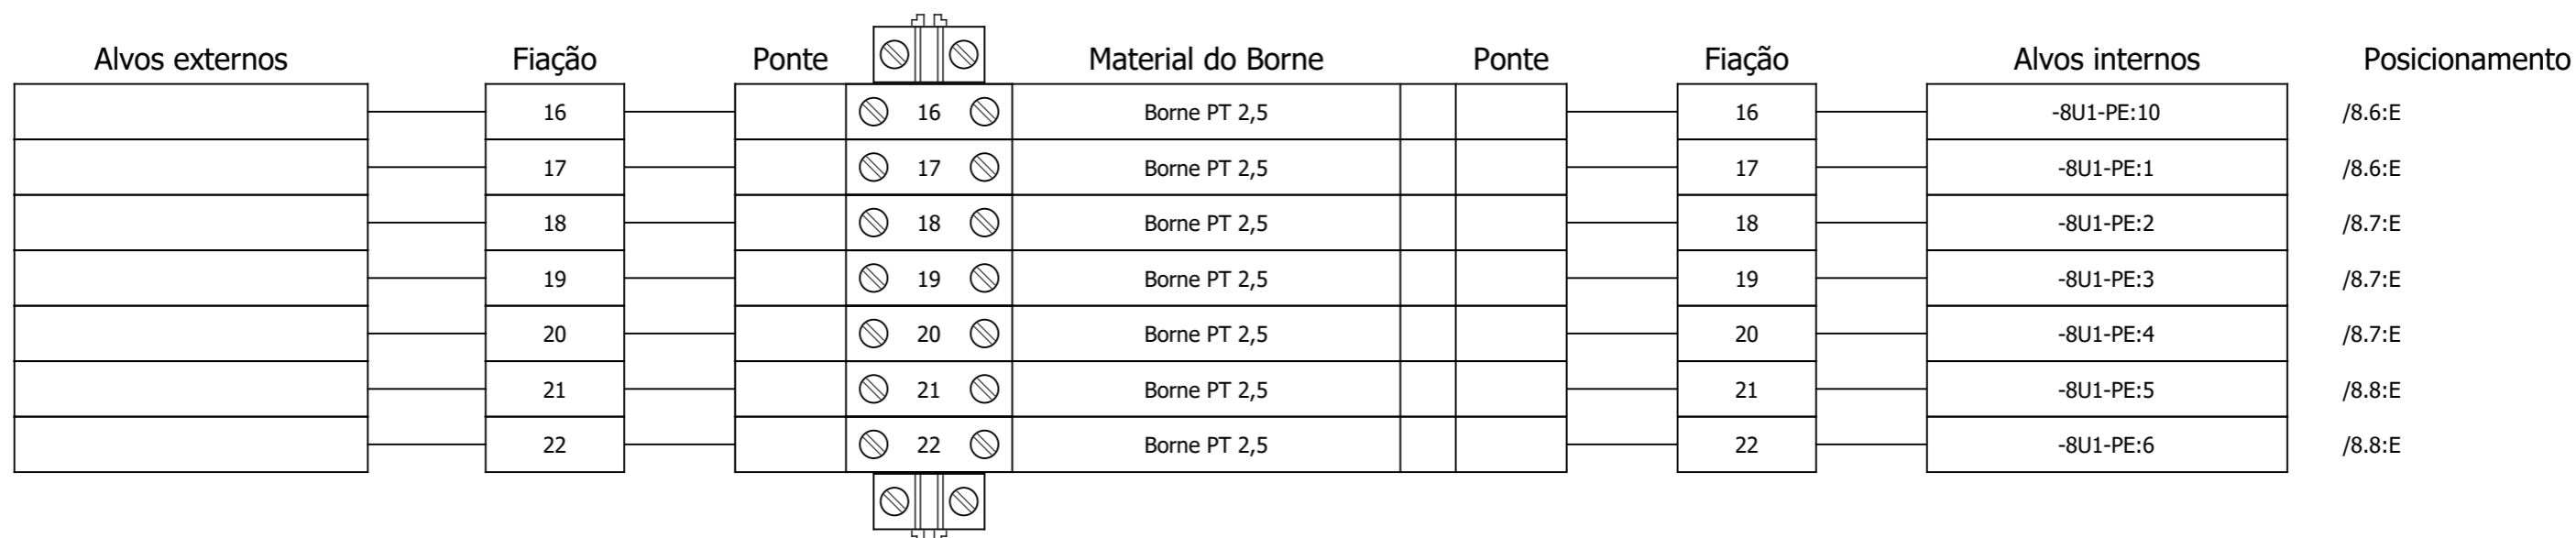 Alvos externos Fiação Ponte Material do Borne Ponte Fiação Alvos internos Posicionamento
16 16 Borne PT 2,5 16 -8U1-PE:10 /8.6:E
17 17 Borne PT 2,5 17 -8U1-PE:1 /8.6:E
18 18 Borne PT 2,5 18 -8U1-PE:2 /8.7:E
19 19 Borne PT 2,5 19 -8U1-PE:3 /8.7:E
20 20 Borne PT 2,5 20 -8U1-PE:4 /8.7:E
21 21 Borne PT 2,5 21 -8U1-PE:5 /8.8:E
22 22 Borne PT 2,5 22 -8U1-PE:6 /8.8:E